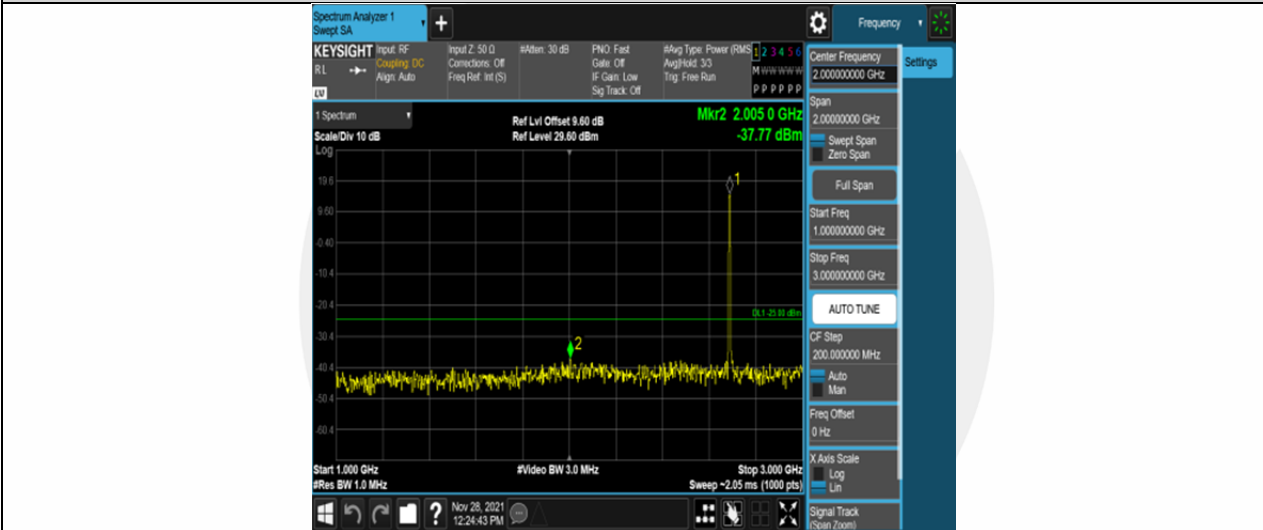 Spectrum Analyzer 1
Swept SA
+
Frequency
KEYSIGHT Input: RF Input Z: 50 Ω #Atten: 30 dB PNO: Fast #Avg Type: Power (RMS 1 2 3 4 5 6
RL Coupling: DC Corrections: Off Gate: Off Avg|Hold: 3/3 M W W W W W
Align: Auto Freq Ref: Int (S) IF Gain: Low Trig: Free Run
Sig Track: Off P P P P P P
LV
1 Spectrum
Scale/Div 10 dB
Ref Lvl Offset 9.60 dB
Ref Level 29.60 dBm
Mkr2 2.005 0 GHz
-37.77 dBm
Log
19.6
9.60
-0.40
-10.4
-20.4
-30.4
-40.4
-50.4
-60.4
1
DL1 -25.00 dBm
2
Start 1.000 GHz #Video BW 3.0 MHz Stop 3.000 GHz
#Res BW 1.0 MHz Sweep ~2.05 ms (1000 pts)
?
Nov 28, 2021
12:24:43 PM
Center Frequency
2.000000000 GHz
Settings
Span
2.00000000 GHz
Swept Span
Zero Span
Full Span
Start Freq
1.000000000 GHz
Stop Freq
3.000000000 GHz
AUTO TUNE
CF Step
200.000000 MHz
Auto
Man
Freq Offset
0 Hz
X Axis Scale
Log
Lin
Signal Track
(Span Zoom)